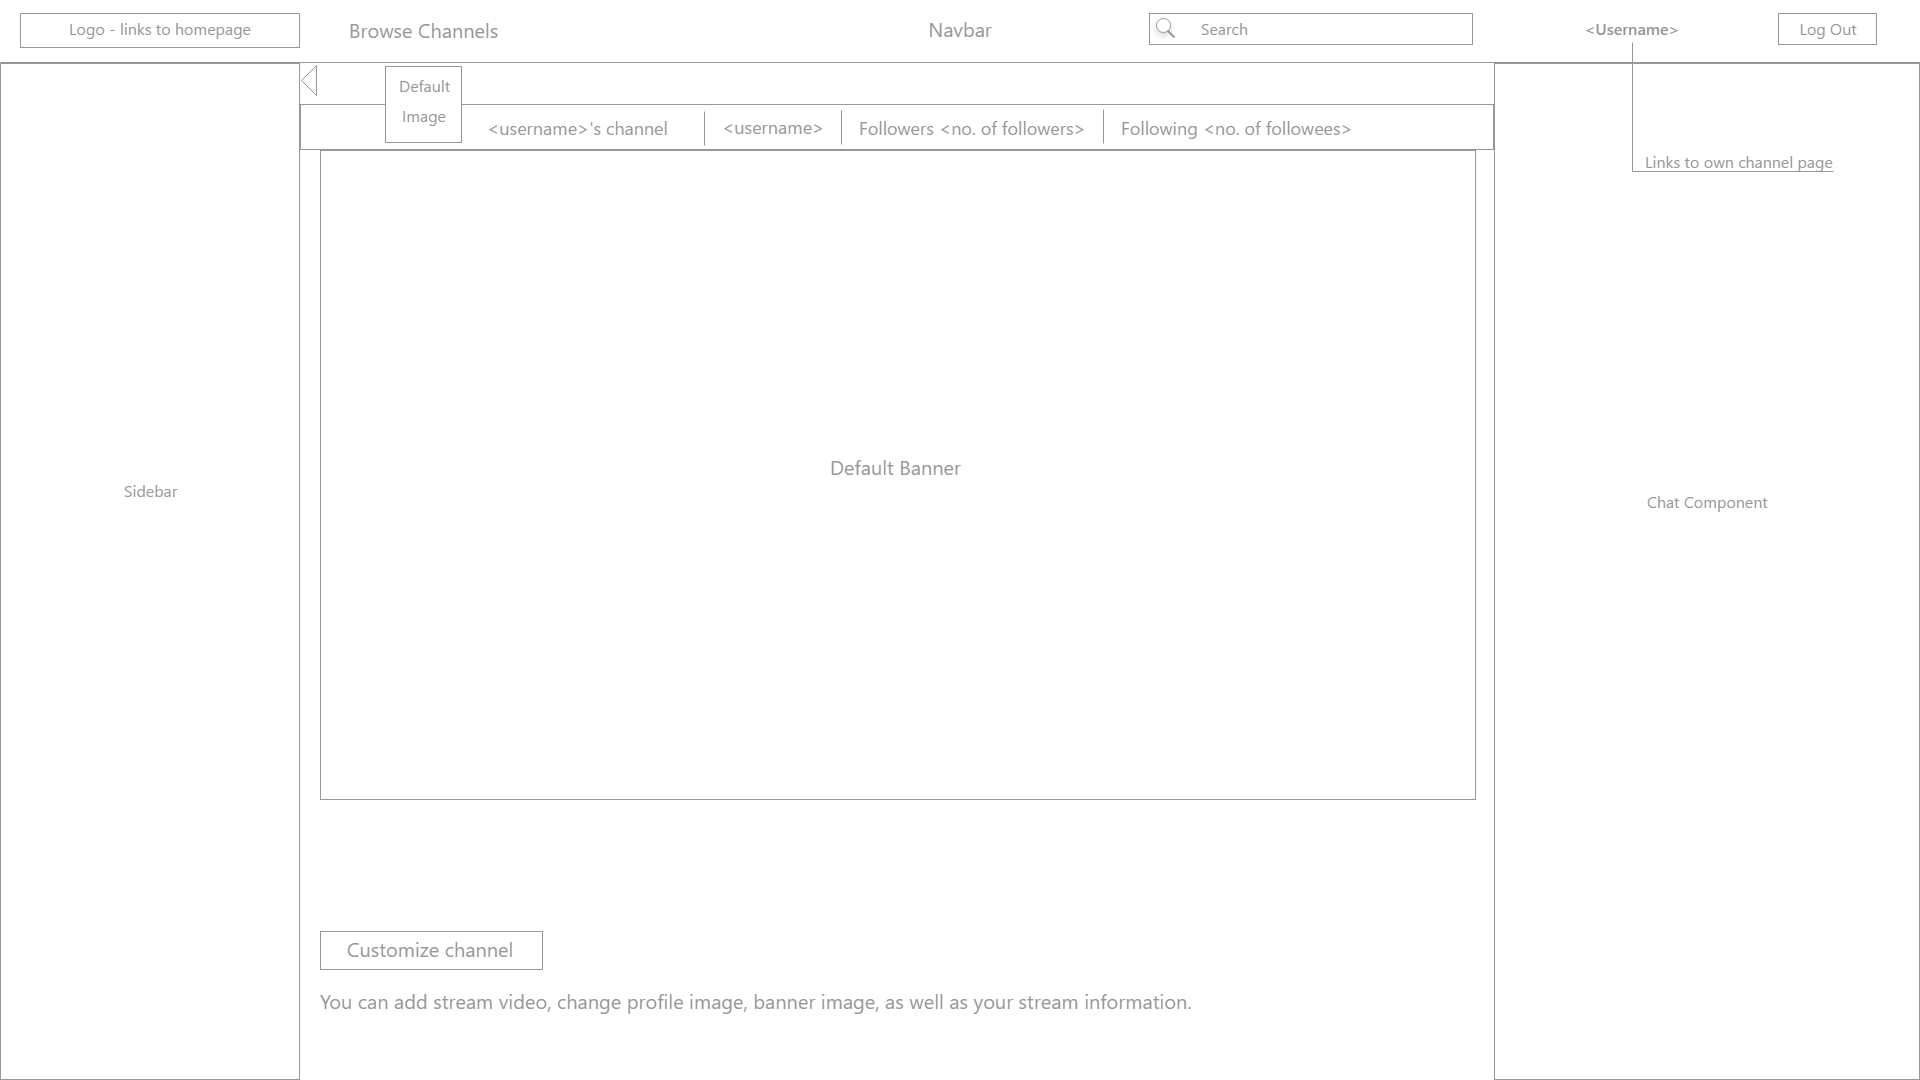 Logo - links to homepage
Browse Channels
Navbar
Search
<Username>
Log Out
Default
Image
<username>'s channel
<username>
Followers <no. of followers>
Following <no. of followees>
Links to own channel page
Default Banner
Sidebar
Chat Component
Customize channel
You can add stream video, change profile image, banner image, as well as your stream information.